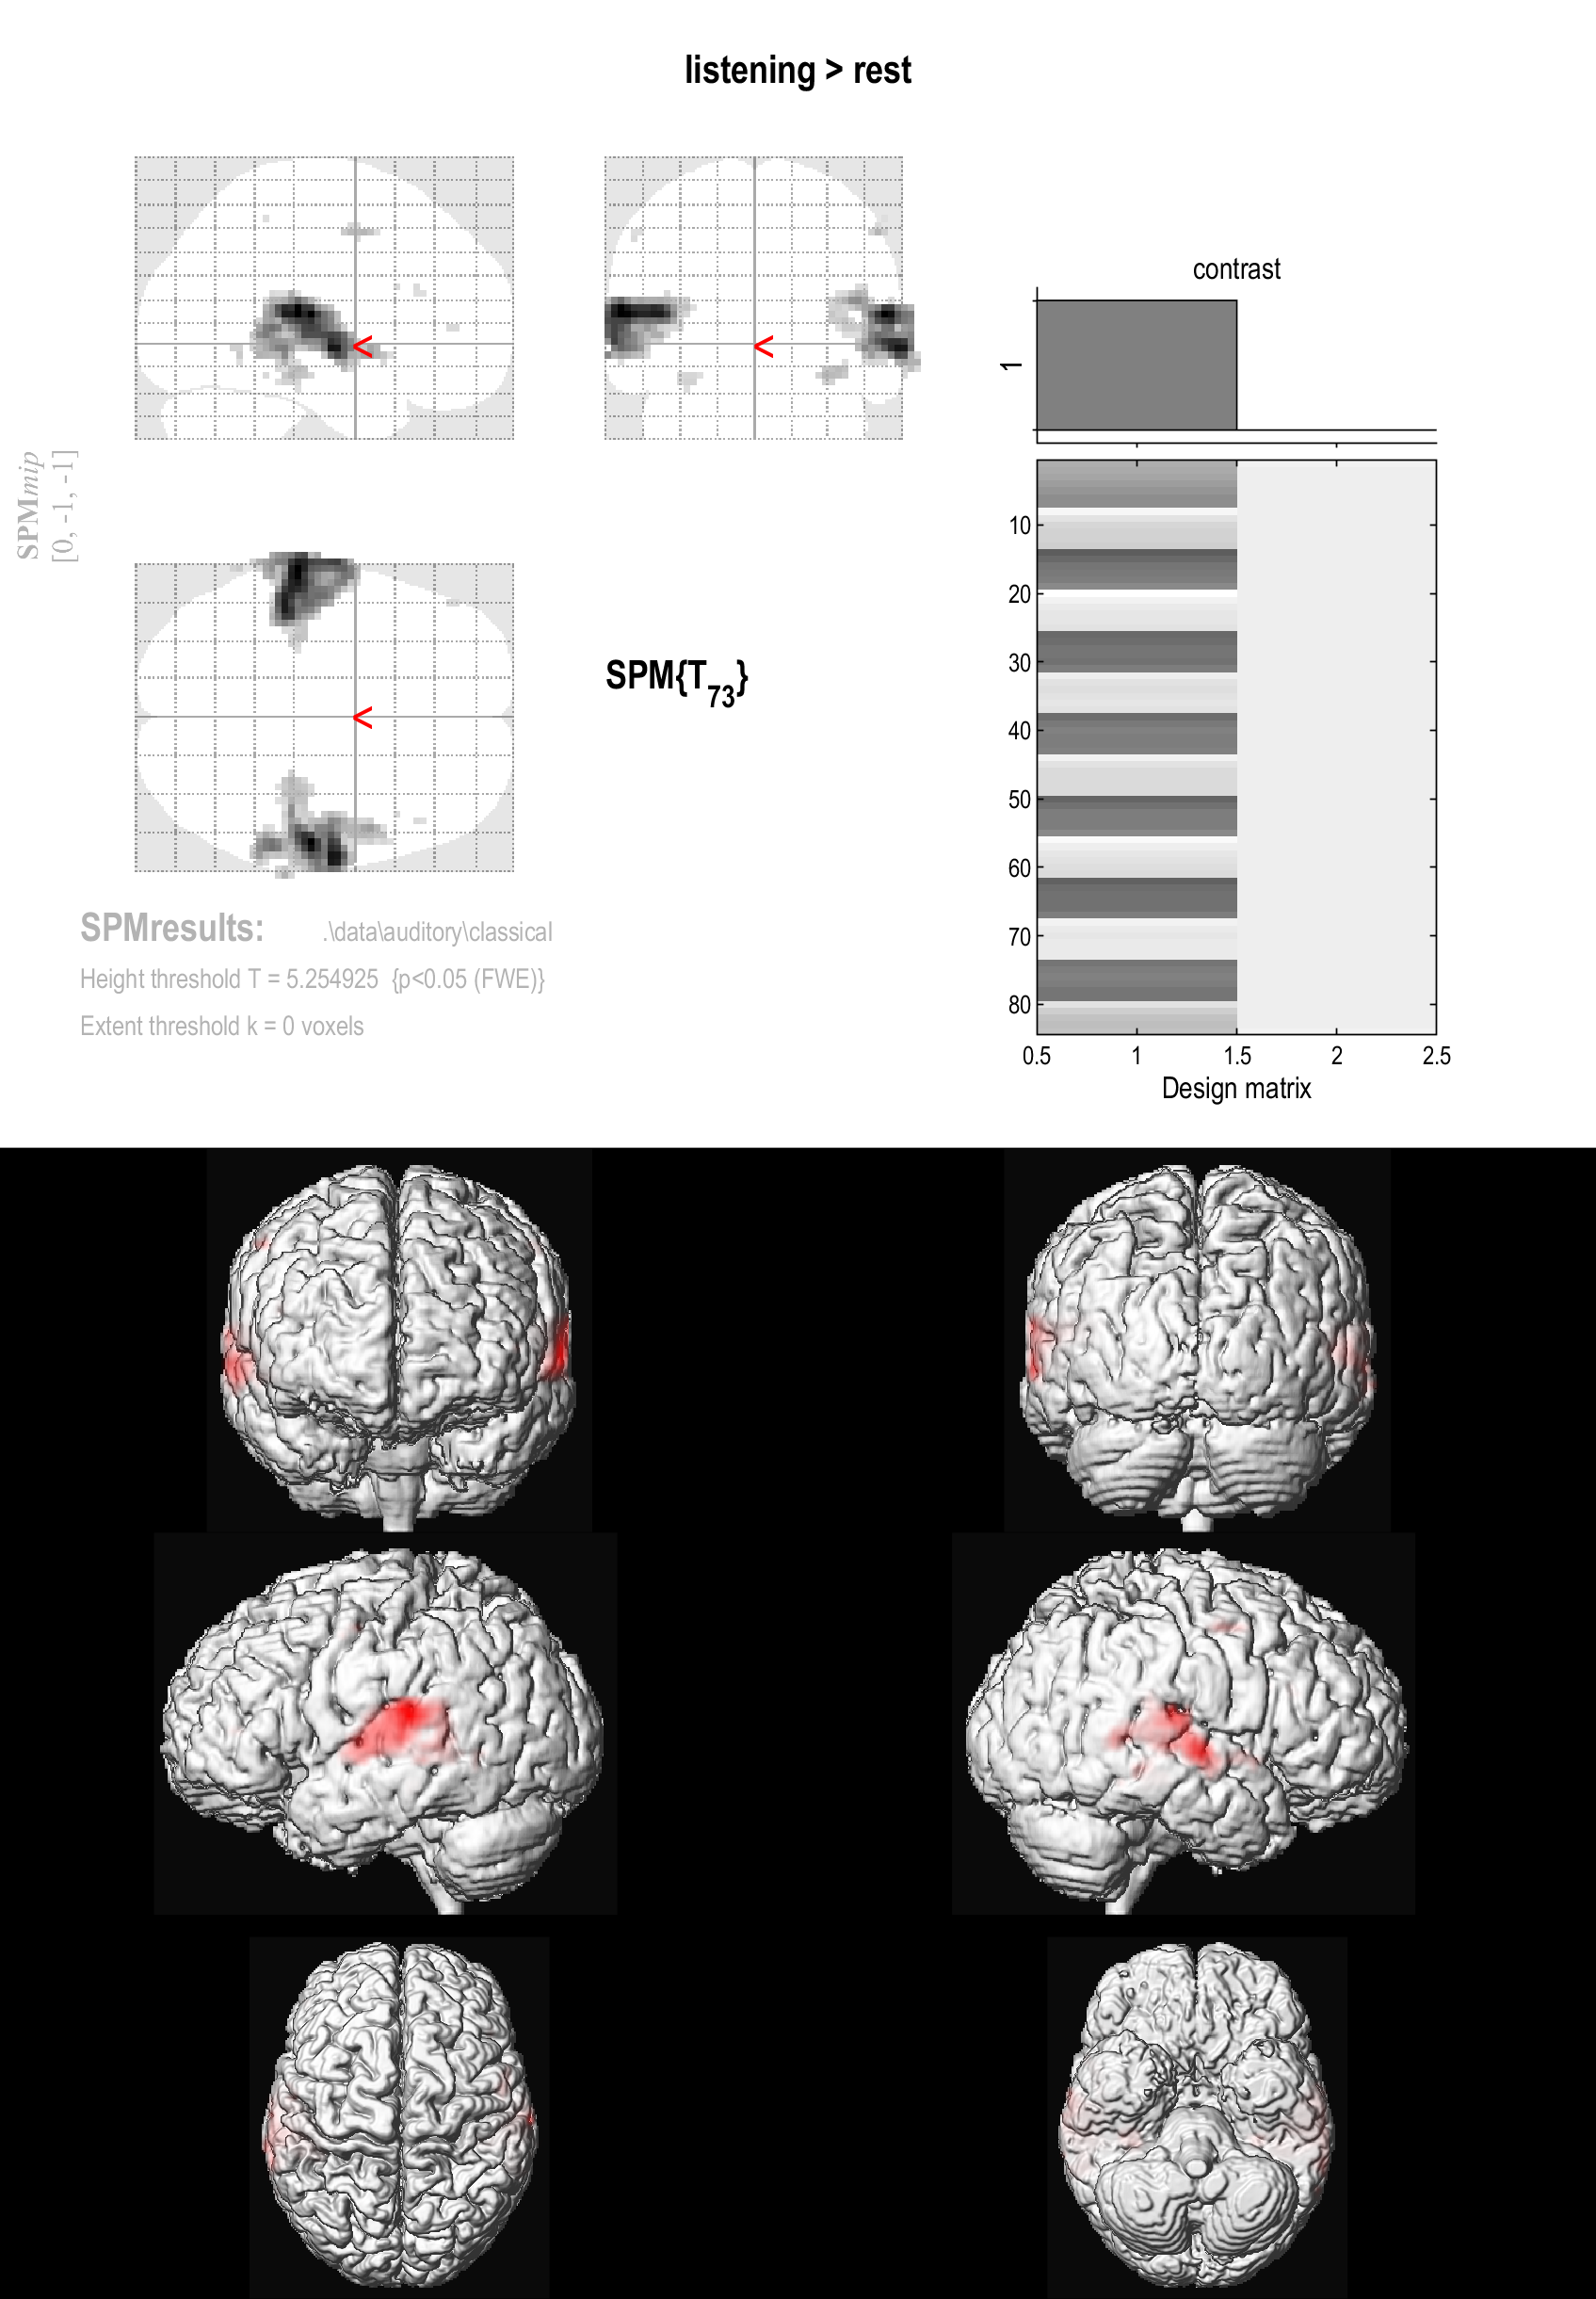 listening > rest
SPMmip
[0, -1, -1]
<
<
<
SPM{T73}
SPMresults: .\data\auditory\classical
Height threshold T = 5.254925 {p<0.05 (FWE)}
Extent threshold k = 0 voxels
contrast
1
10
20
30
40
50
60
70
80
0.5 1 1.5 2 2.5
Design matrix